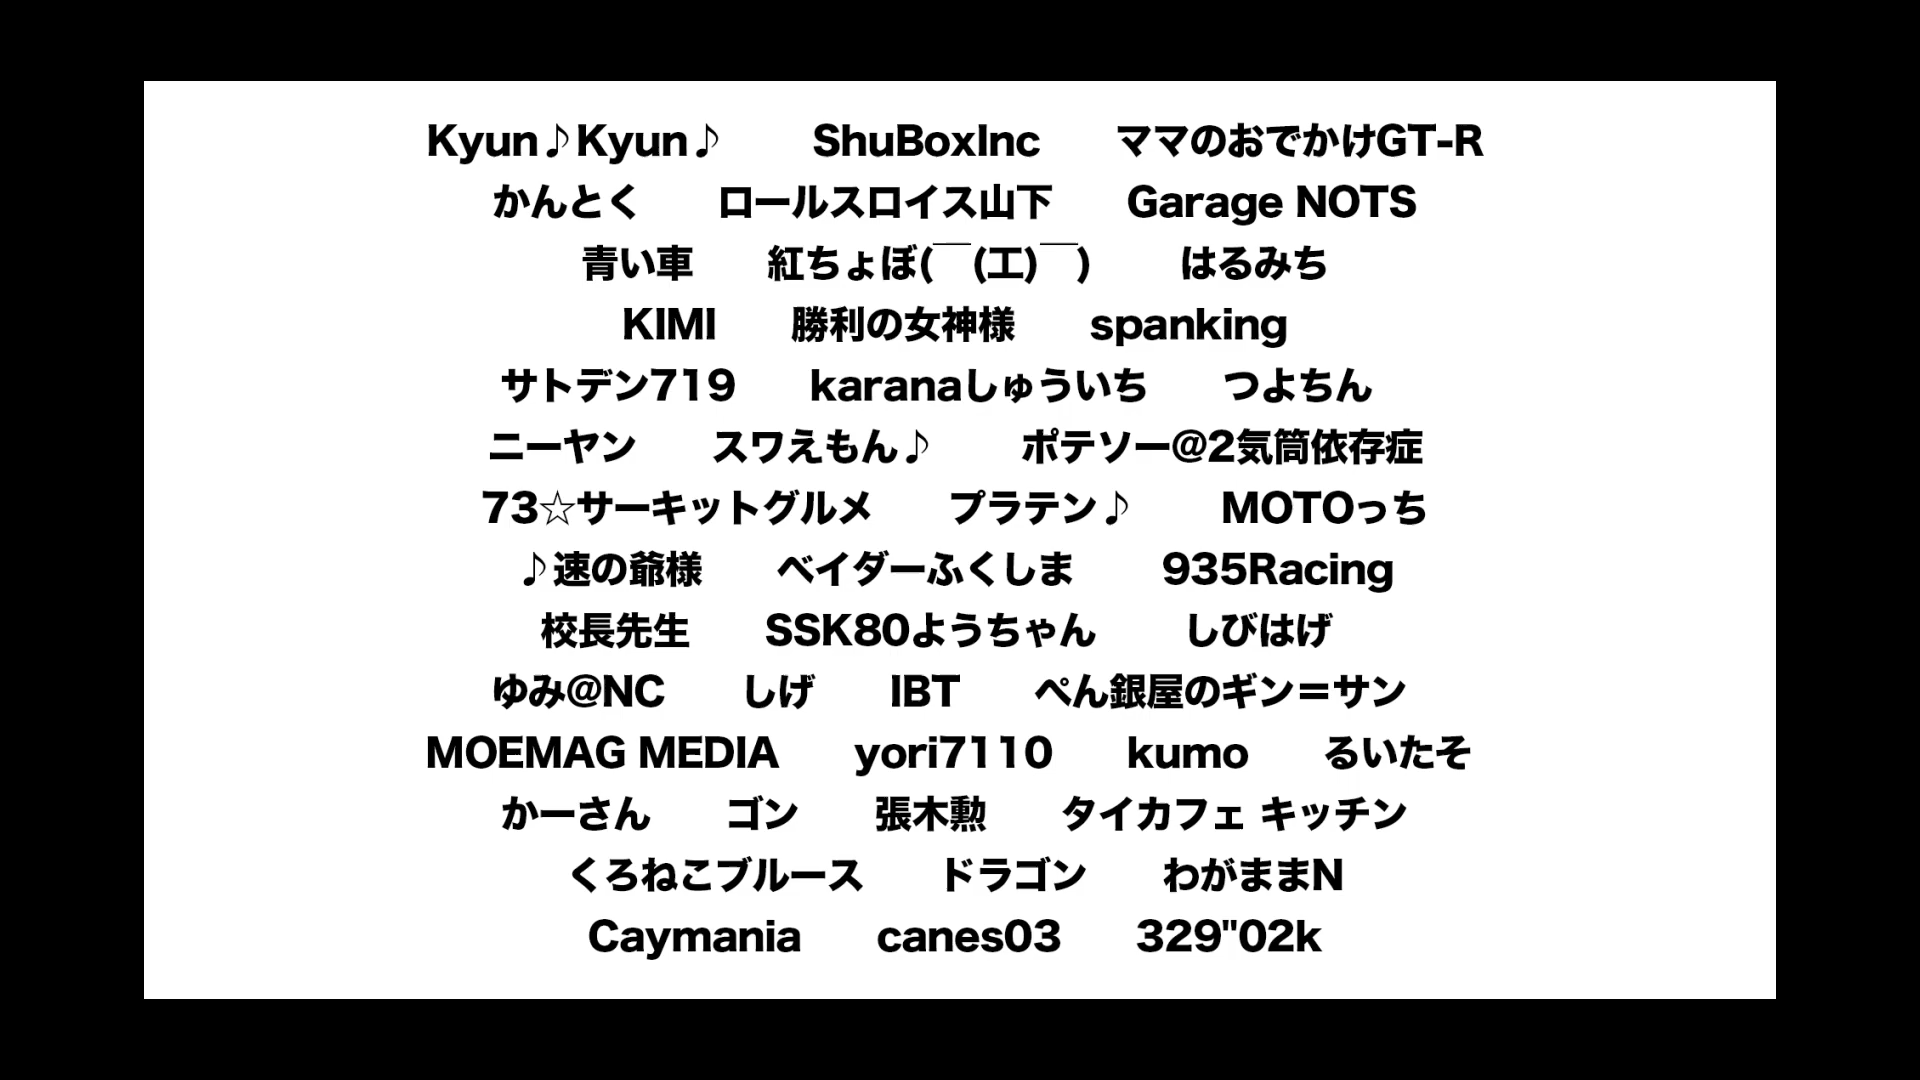 Kyun♪Kyun♪　ShuBoxInc　ママのおでかけGT-R
かんとく　ロールスロイス山下　Garage NOTS
青い車　紅ちょぼ(￣(工)￣)　はるみち
KIMI　勝利の女神様　spanking
サトデン719　karanaしゅういち　つよちん
ニーヤン　スワえもん♪　ポテソー@2気筒依存症
73☆サーキットグルメ　プラテン♪　MOTOっち
♪速の爺様　ベイダーふくしま　935Racing
校長先生　SSK80ようちゃん　しびはげ
ゆみ@NC　しげ　IBT　ぺん銀屋のギン＝サン
MOEMAG MEDIA　yori7110　kumo　るいたそ
かーさん　ゴン　張木勲　タイカフェ キッチン
くろねこブルース　ドラゴン　わがままN
Caymania　canes03　329"02k